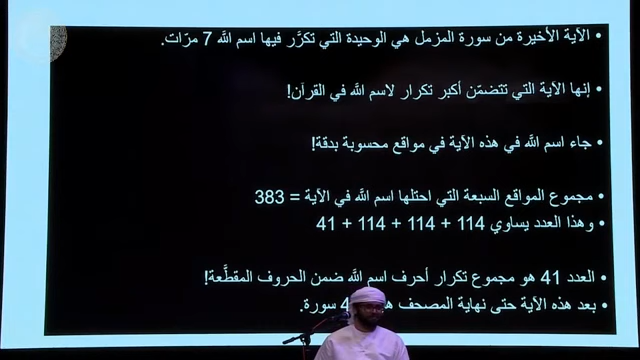 • الآية الأخيرة من سورة المزمل هي الوحيدة التي تكرَّر فيها اسم الله 7 مرّات.
• إنها الآية التي تتضمّن أكبر تكرار لاسم الله في القرآن!
• جاء اسم الله في هذه الآية في مواقع محسوبة بدقة!
• مجموع المواقع السبعة التي احتلها اسم الله في الآية = 383
• وهذا العدد يساوي 114 + 114 + 114 + 41
• العدد 41 هو مجموع تكرار أحرف اسم الله ضمن الحروف المقطَّعة!
• بعد هذه الآية حتى نهاية المصحف سورة.